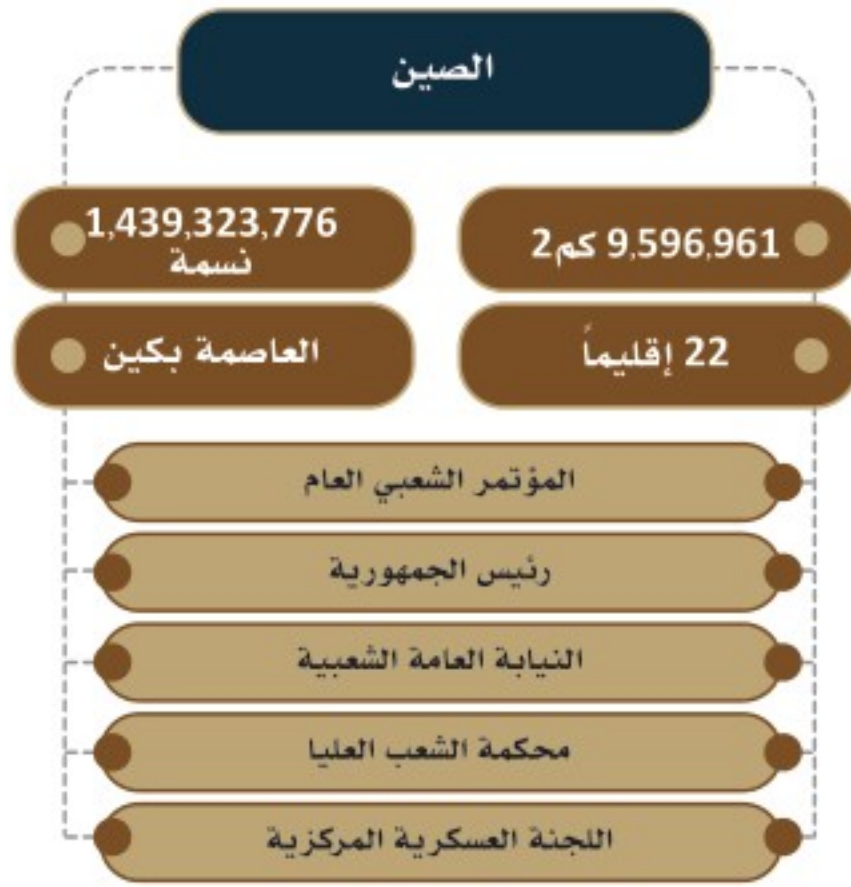 الصين
9,596,961 كم2
1,439,323,776
نسمة
22 إقليماً
العاصمة بكين
المؤتمر الشعبي العام
رئيس الجمهورية
النيابة العامة الشعبية
محكمة الشعب العليا
اللجنة العسكرية المركزية